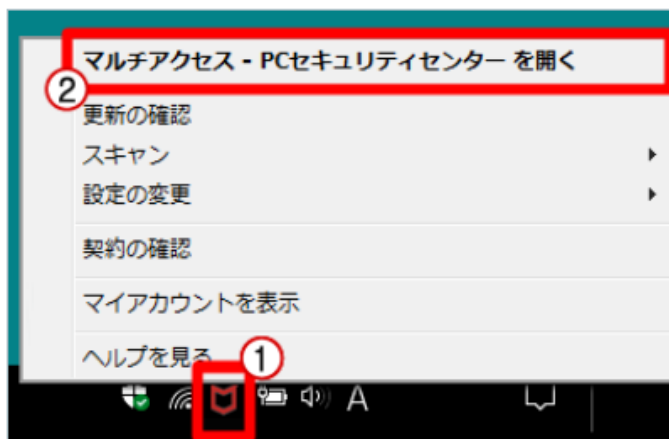 マルチアクセス - PCセキュリティセンター を開く
②
更新の確認
スキャン
設定の変更
契約の確認
マイアカウントを表示
ヘルプを見る
①
A